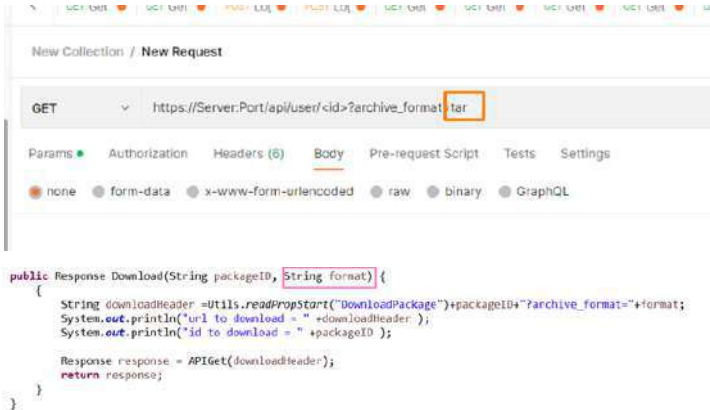 New Collection / New Request
GET https://Server:Port/api/user/<id>?archive_format=tar
Params Authorization Headers (6) Body Pre-request Script Tests Settings
none form-data x-www-form-urlencoded raw binary GraphQL
public Response Download(String packageID, String format) {
{
String downloadHeader =Utils.readPropStart("DownloadPackage")+packageID+"?archive_format="+format;
System.out.println("url to download = " +downloadHeader );
System.out.println("id to download = " +packageID );
Response response = APIGet(downloadHeader);
return response;
}
}